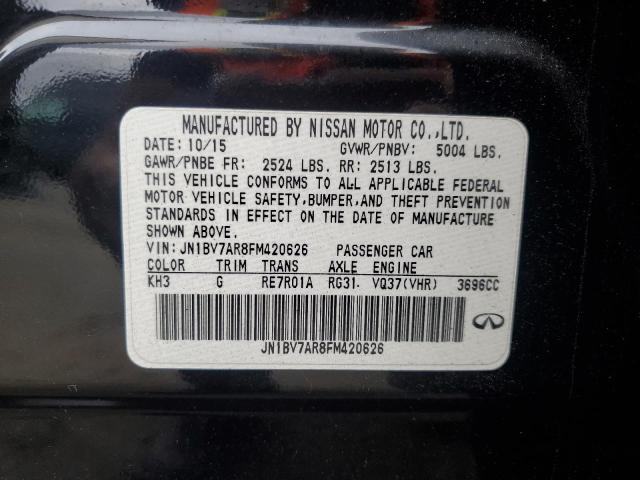 MANUFACTURED BY NISSAN MOTOR CO.,LTD.
DATE: 10/15 GVWR/PNBV: 5004 LBS.
GAWR/PNBE FR: 2524 LBS. RR: 2513 LBS.
THIS VEHICLE CONFORMS TO ALL APPLICABLE FEDERAL
MOTOR VEHICLE SAFETY,BUMPER,AND THEFT PREVENTION
STANDARDS IN EFFECT ON THE DATE OF MANUFACTURE
SHOWN ABOVE.
VIN: JN1BV7AR8FM420626 PASSENGER CAR
COLOR TRIM TRANS AXLE ENGINE
KH3 G RE7R01A RG31. VQ37(VHR) 3696CC
JN1BV7AR8FM420626